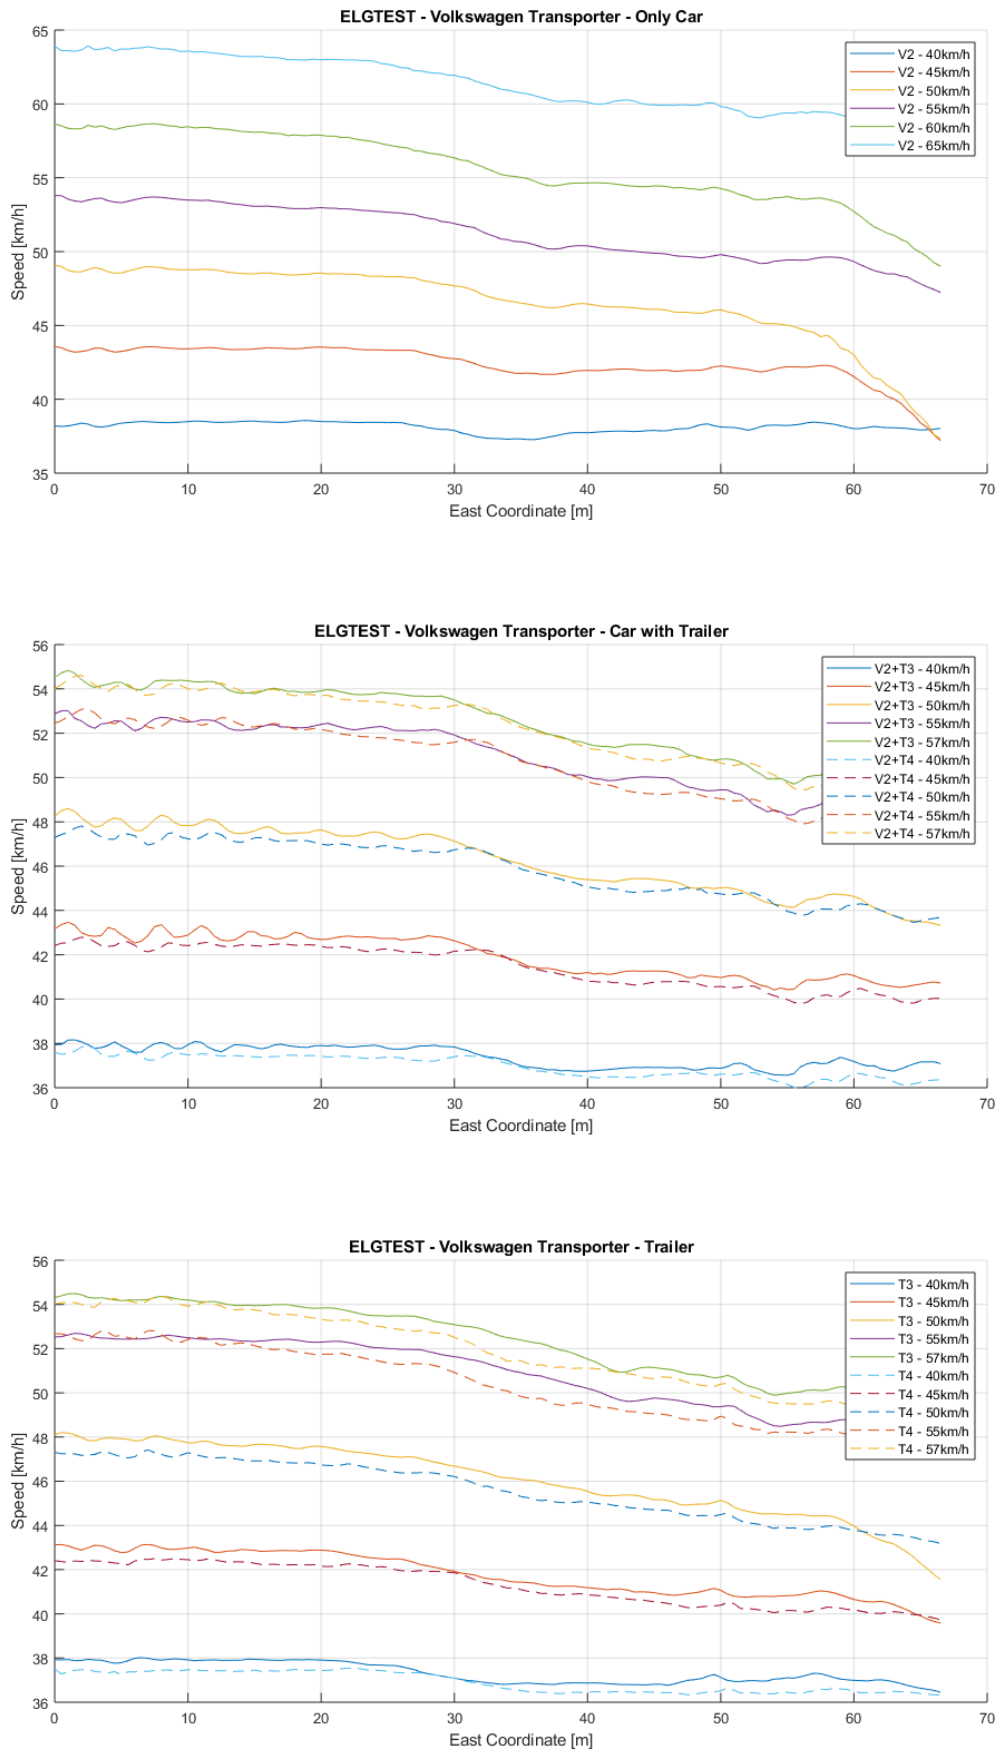 ELGTEST - Volkswagen Transporter - Only Car
65
60
55
50
45
40
35
Speed [km/h]
V2 - 40km/h
V2 - 45km/h
V2 - 50km/h
V2 - 55km/h
V2 - 60km/h
V2 - 65km/h
0 10 20 30 40 50 60 70
East Coordinate [m]
ELGTEST - Volkswagen Transporter - Car with Trailer
56
54
52
50
48
46
44
42
40
38
36
Speed [km/h]
V2+T3 - 40km/h
V2+T3 - 45km/h
V2+T3 - 50km/h
V2+T3 - 55km/h
V2+T3 - 57km/h
V2+T4 - 40km/h
V2+T4 - 45km/h
V2+T4 - 50km/h
V2+T4 - 55km/h
V2+T4 - 57km/h
0 10 20 30 40 50 60 70
East Coordinate [m]
ELGTEST - Volkswagen Transporter - Trailer
56
54
52
50
48
46
44
42
40
38
36
Speed [km/h]
T3 - 40km/h
T3 - 45km/h
T3 - 50km/h
T3 - 55km/h
T3 - 57km/h
T4 - 40km/h
T4 - 45km/h
T4 - 50km/h
T4 - 55km/h
T4 - 57km/h
0 10 20 30 40 50 60 70
East Coordinate [m]